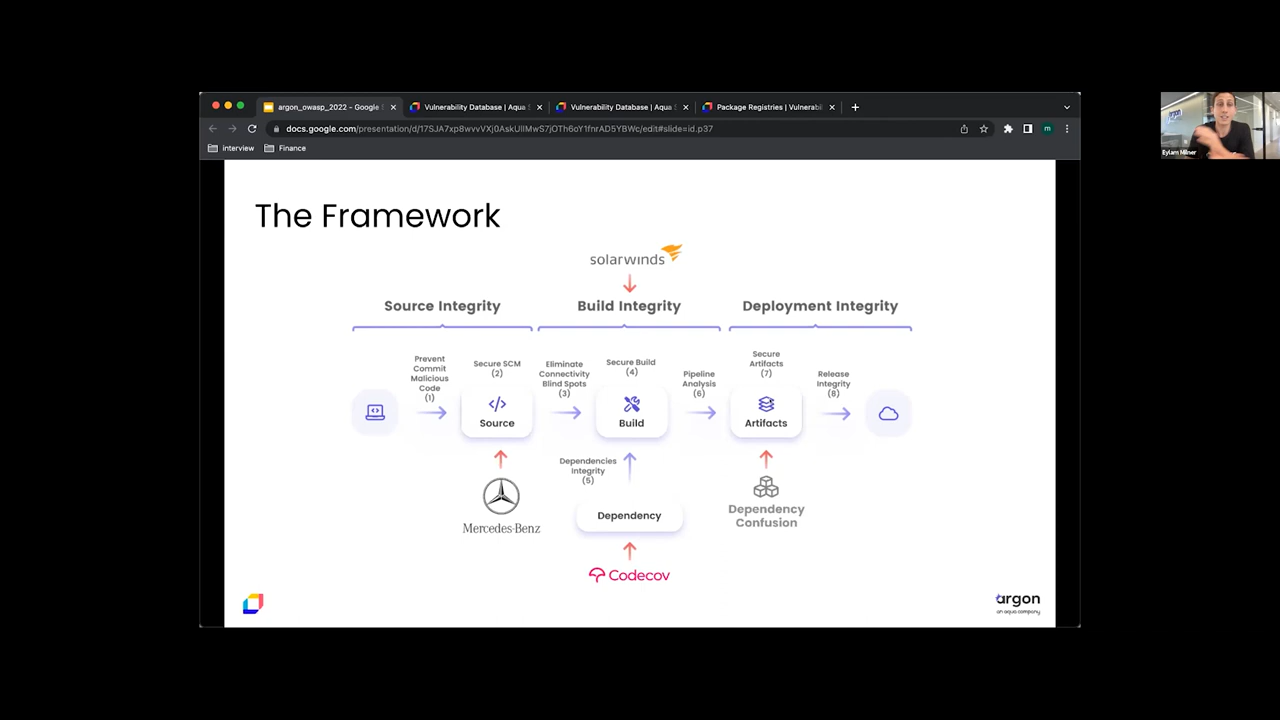 argon_owasp_2022 - Google S
Vulnerability Database | Aqua S
Vulnerability Database | Aqua S
Package Registries | Vulnerabili
interview
Finance
Eylam Milner
The Framework
solarwinds
Source Integrity
Build Integrity
Deployment Integrity
Prevent
Commit
Malicious
Code
(1)
Secure SCM
(2)
Eliminate
Connectivity
Blind Spots
(3)
Secure Build
(4)
Pipeline
Analysis
(6)
Secure
Artifacts
(7)
Release
Integrity
(8)
Source
Build
Artifacts
Dependencies
Integrity
(5)
Mercedes-Benz
Dependency
Dependency
Confusion
Codecov
argon
an aqua company